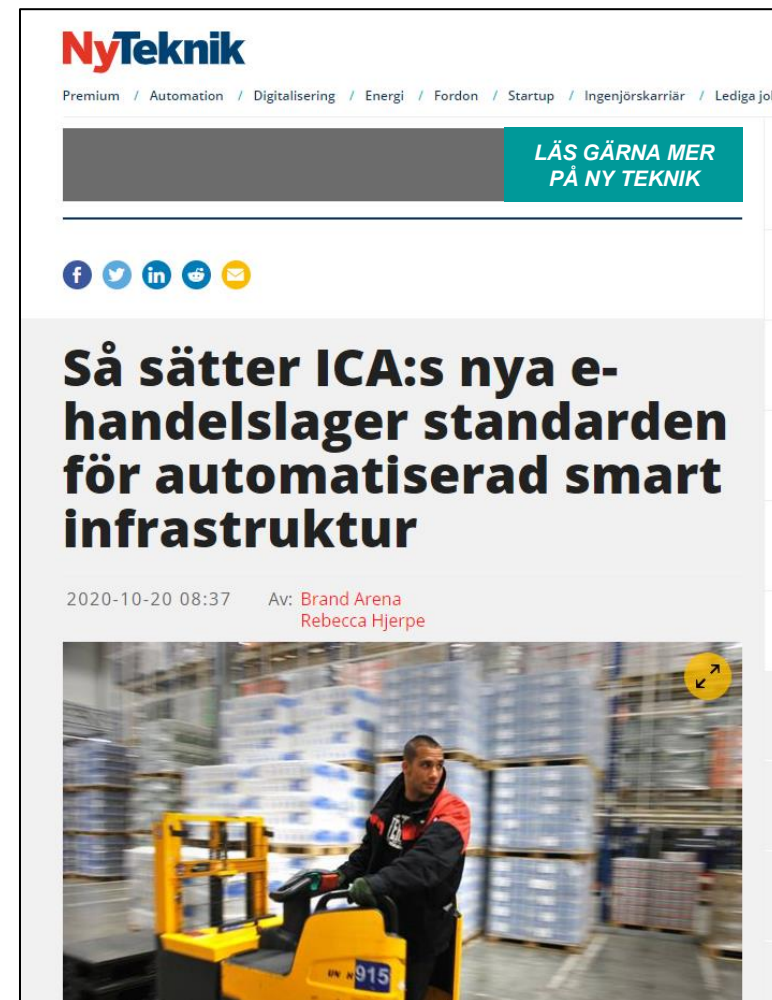 NyTeknik
Premium / Automation / Digitalisering / Energi / Fordon / Startup / Ingenjörskarriär / Lediga jo
LÄS GÄRNA MER
PÅ NY TEKNIK
Så sätter ICA:s nya e-
handelslager standarden
för automatiserad smart
infrastruktur
2020-10-20 08:37 Av: Brand Arena
Rebecca Hjerpe
915